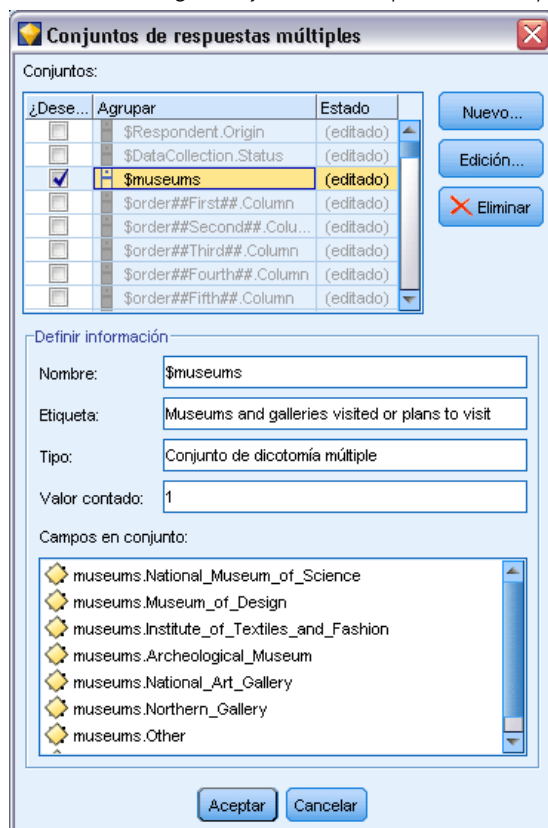 Conjuntos de respuestas múltiples
Conjuntos:
¿Dese... Agrupar Estado
$Respondent.Origin (editado)
$DataCollection.Status (editado)
$museums (editado)
$order##First##.Column (editado)
$order##Second##.Colu... (editado)
$order##Third##.Column (editado)
$order##Fourth##.Column (editado)
$order##Fifth##.Column (editado)
Nuevo...
Edición...
Eliminar
Definir información
Nombre: $museums
Etiqueta: Museums and galleries visited or plans to visit
Tipo: Conjunto de dicotomía múltiple
Valor contado: 1
Campos en conjunto:
museums.National_Museum_of_Science
museums.Museum_of_Design
museums.Institute_of_Textiles_and_Fashion
museums.Archeological_Museum
museums.National_Art_Gallery
museums.Northern_Gallery
museums.Other
Aceptar Cancelar